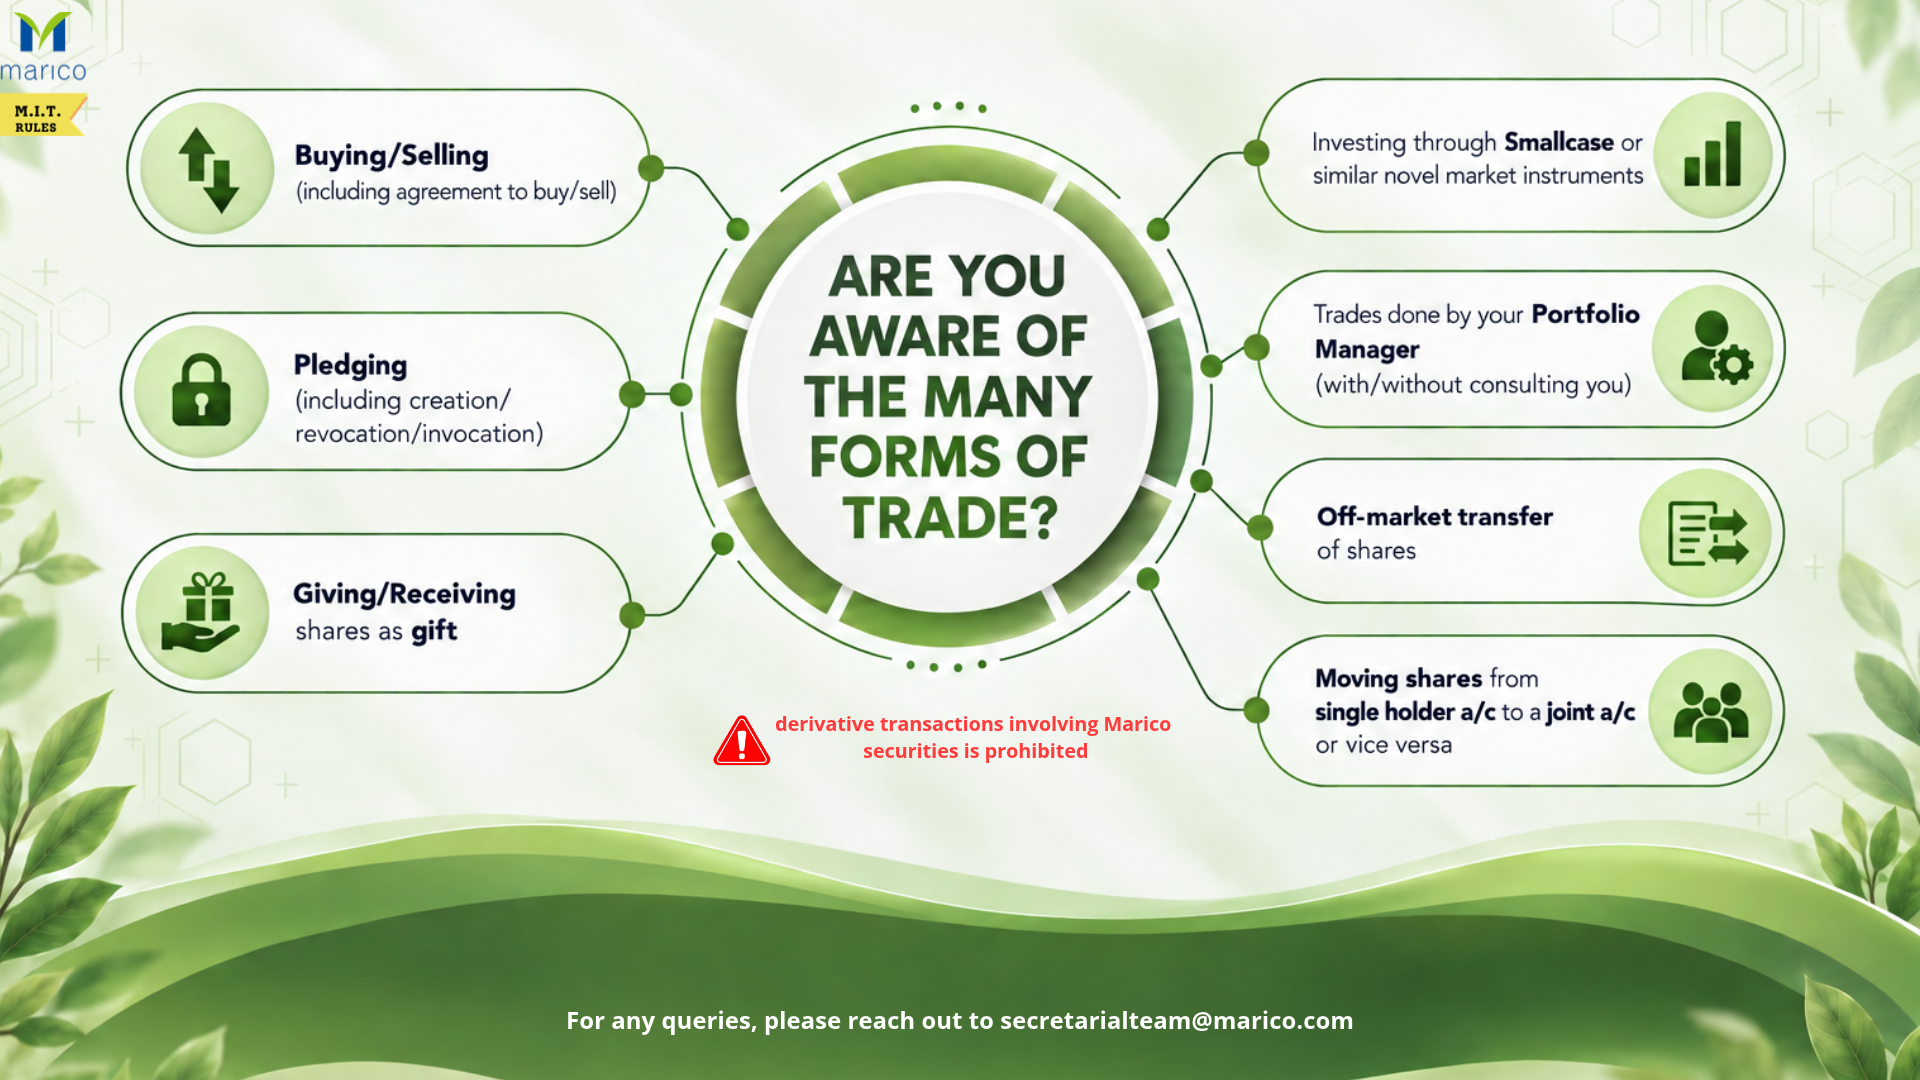 marico
M.I.T.
RULES
Buying/Selling
(including agreement to buy/sell)
Pledging
(including creation/
revocation/invocation)
Giving/Receiving
shares as gift
ARE YOU
AWARE OF
THE MANY
FORMS OF
TRADE?
Investing through Smallcase or
similar novel market instruments
Trades done by your Portfolio
Manager
(with/without consulting you)
Off-market transfer
of shares
Moving shares from
single holder a/c to a joint a/c
or vice versa
derivative transactions involving Marico
securities is prohibited
For any queries, please reach out to secretarialteam@marico.com